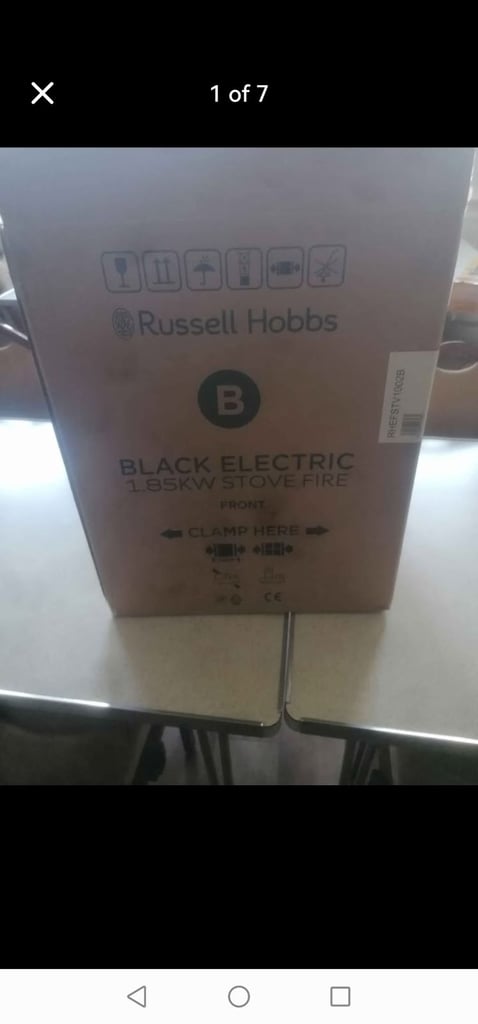 1 of 7
Russell Hobbs
B
RHEFSTV1002B
BLACK ELECTRIC
1.85KW STOVE FIRE
FRONT
CLAMP HERE
CE